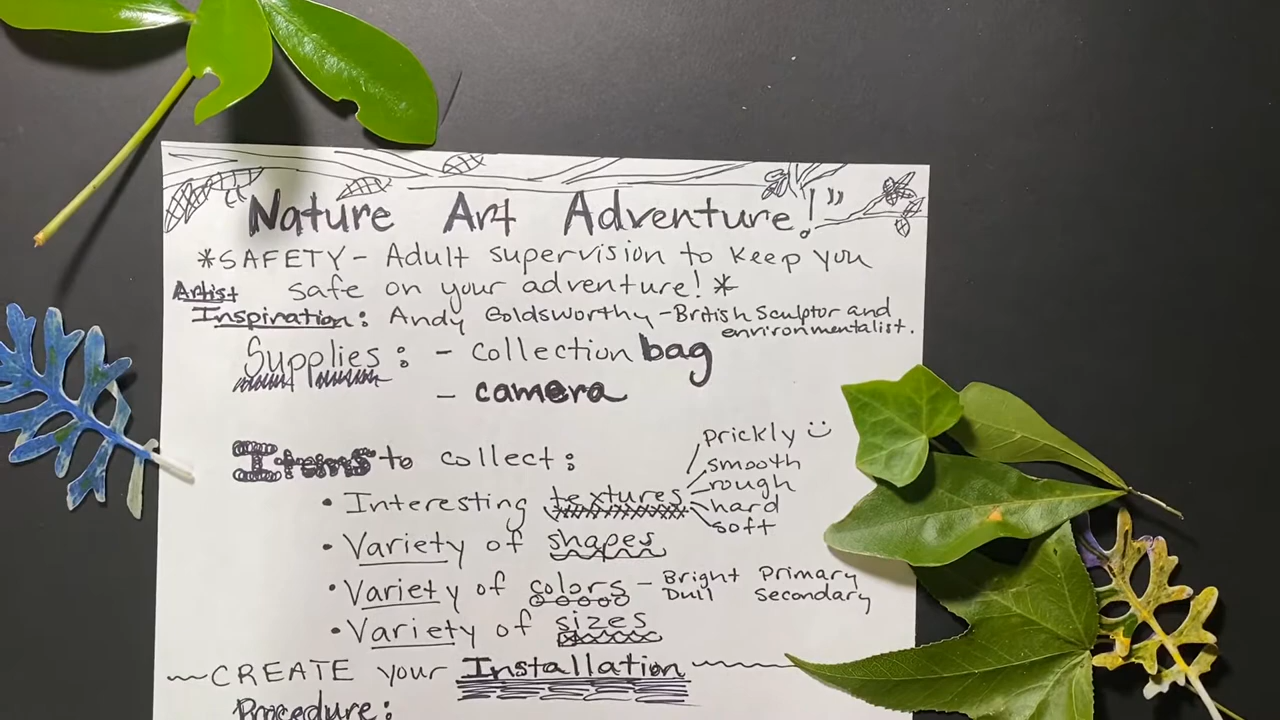 Nature Art Adventure!"
*SAFETY- Adult supervision to keep you
safe on your adventure!*
Artist
Inspiration: Andy Goldsworthy-British Sculptor and
environmentalist.
Supplies: - collection bag
- camera
Items to collect:
• Interesting textures
prickly
smooth
rough
hard
soft
• Variety of shapes
• Variety of colors - Bright Primary
Dull Secondary
• Variety of sizes
~CREATE your Installation~
Procedure: